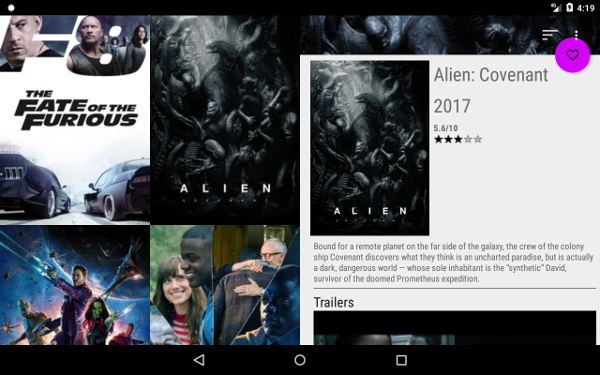 4:19
F8
THE
FATE OF THE
FURIOUS
ALIEN
Alien: Covenant
2017
5.6/10
ALIEN
Bound for a remote planet on the far side of the galaxy, the crew of the colony
ship Covenant discovers what they think is an uncharted paradise, but is actually
a dark, dangerous world — whose sole inhabitant is the "synthetic" David,
survivor of the doomed Prometheus expedition.
Trailers